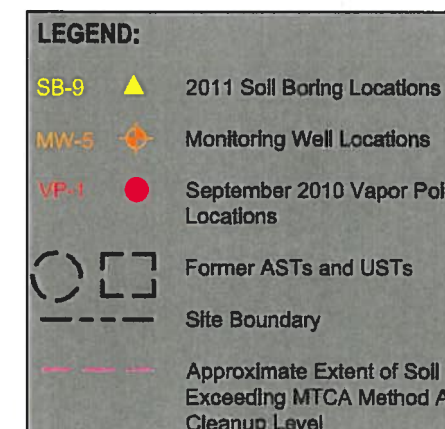 LEGEND:
SB-9 2011 Soil Boring Locations
MW-5 Monitoring Well Locations
VP-1 September 2010 Vapor
Locations
Former ASTs and USTs
Site Boundary
Approximate Extent of Soil
Exceeding MTCA Method A
Cleanup Level